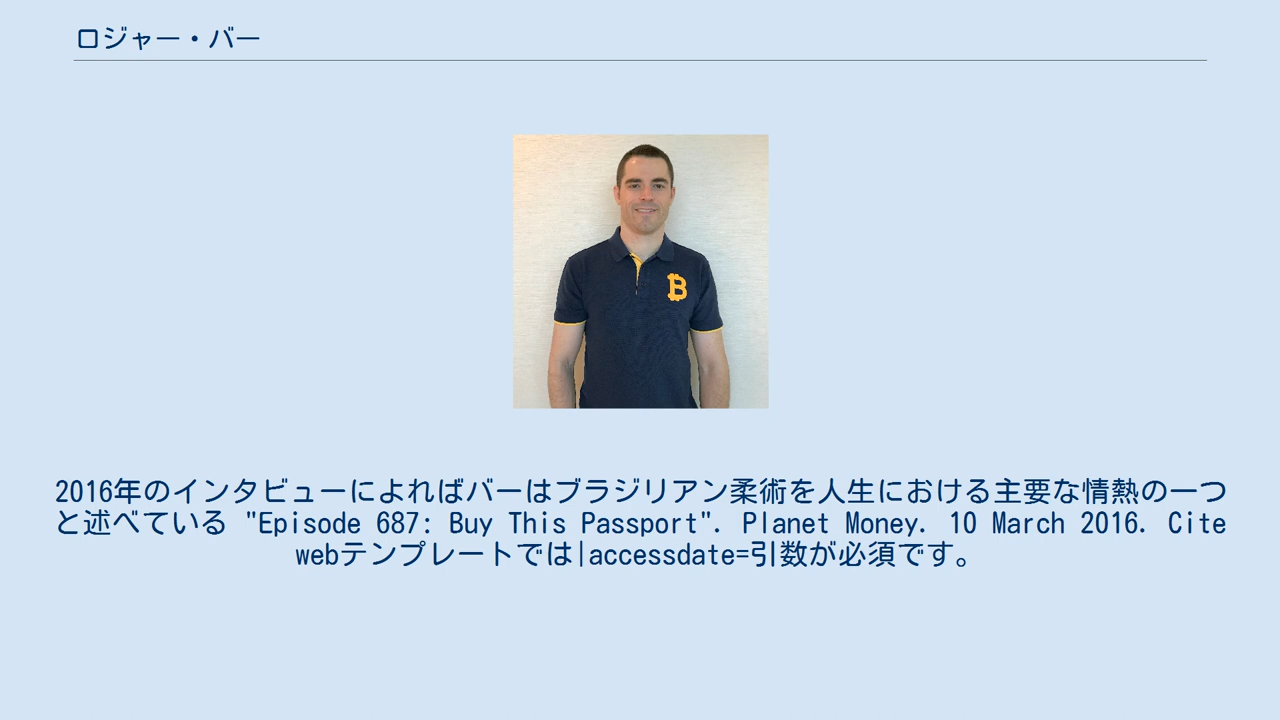 ロジャー・バー
2016年のインタビューによればバーはブラジリアン柔術を人生における主要な情熱の一つ
と述べている "Episode 687: Buy This Passport". Planet Money. 10 March 2016. Cite
webテンプレートでは|accessdate=引数が必須です。